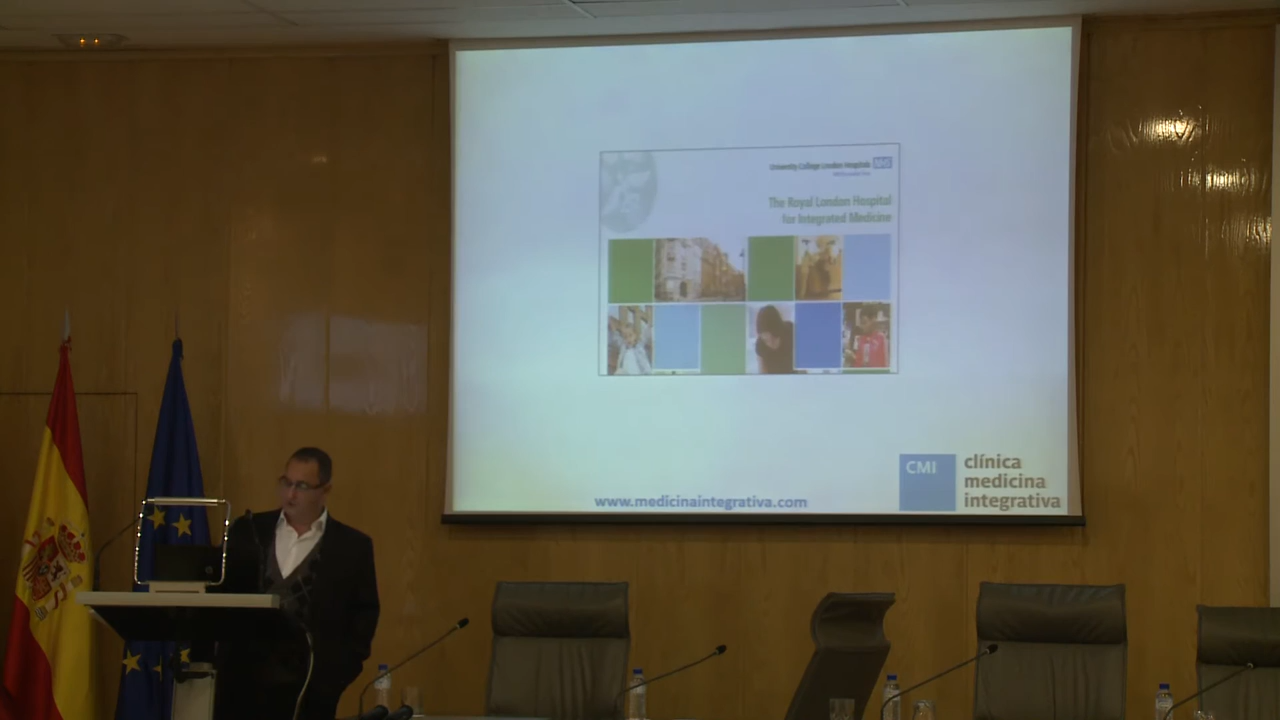 University College London Hospitals NHS
The Royal London Hospital
for Integrated Medicine
www.medicinaintegrativa.com
CMI
clínica
medicina
integrativa